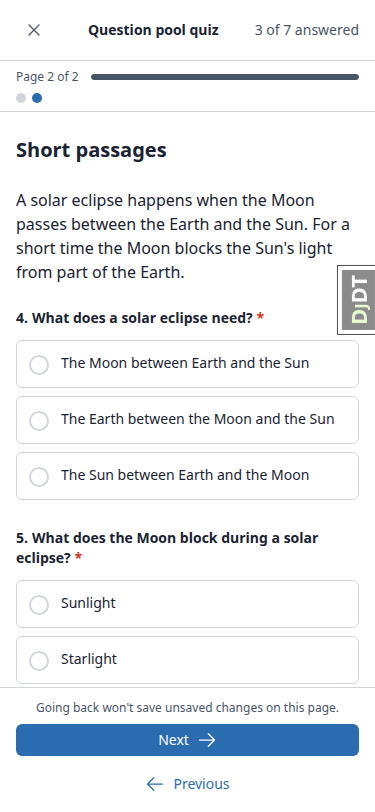 Question pool quiz
3 of 7 answered
Page 2 of 2
Short passages
A solar eclipse happens when the Moon
passes between the Earth and the Sun. For a
short time the Moon blocks the Sun's light
from part of the Earth.
DjDT
4. What does a solar eclipse need? *
The Moon between Earth and the Sun
The Earth between the Moon and the Sun
The Sun between Earth and the Moon
5. What does the Moon block during a solar
eclipse? *
Sunlight
Starlight
Going back won't save unsaved changes on this page.
Next
Previous